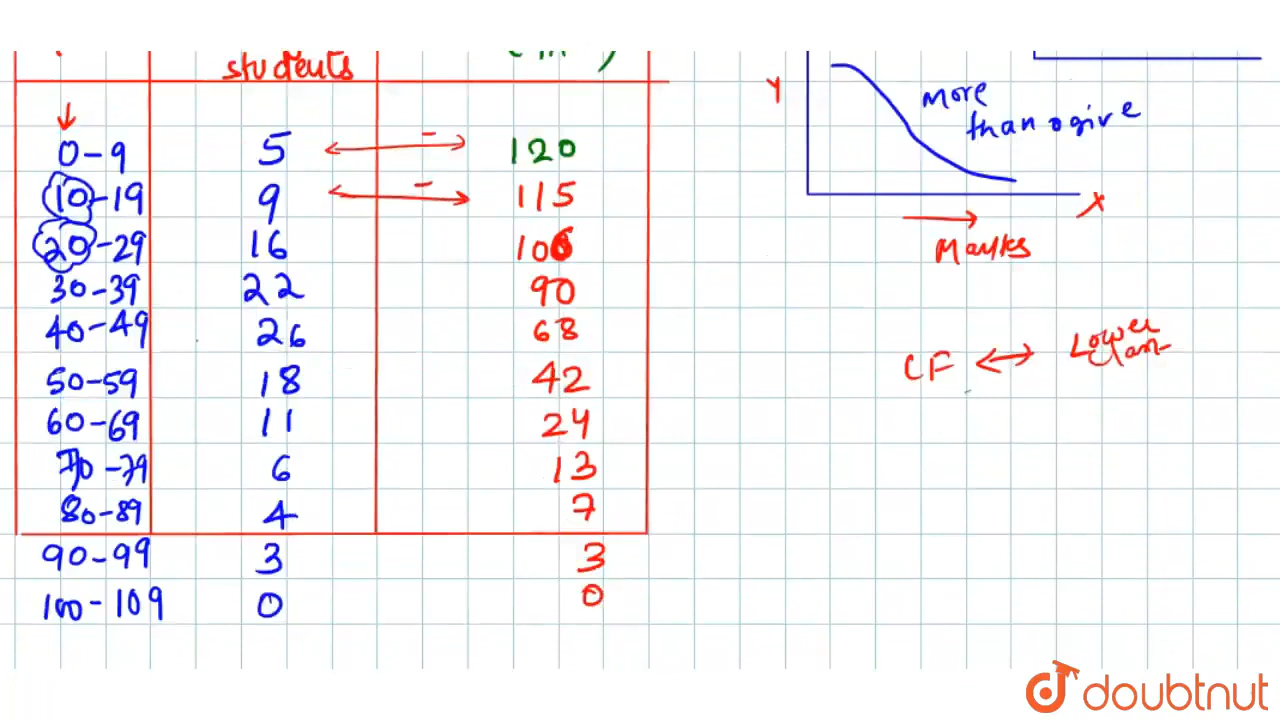 students
0-9 5 - 120
10-19 9 - 115
20-29 16 106
30-39 22 90
40-49 26 68
50-59 18 42
60-69 11 24
70-79 6 13
80-89 4 7
90-99 3 3
100-109 0 0
Y
More
than ogive
X
Marks
CF Lower
doubtnut